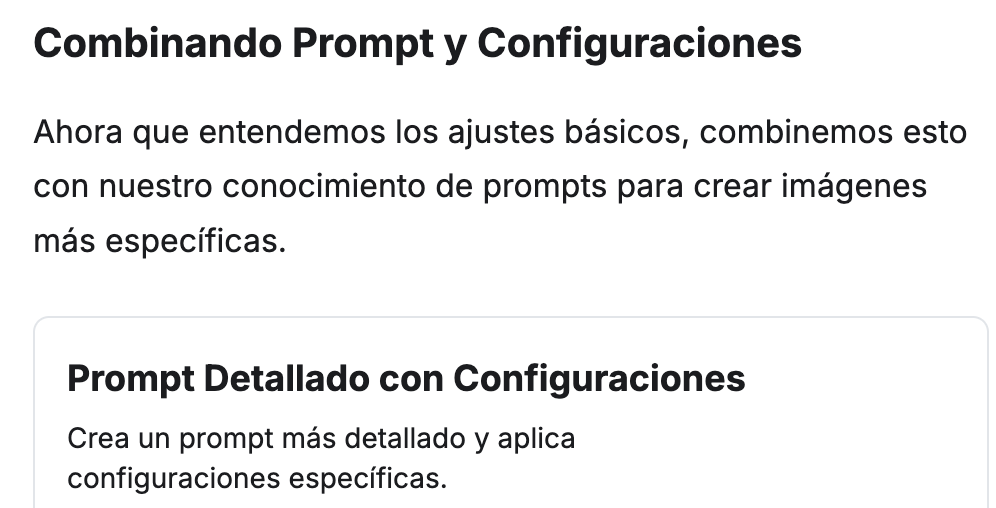 Combinando Prompt y Configuraciones
Ahora que entendemos los ajustes básicos, combinemos esto
con nuestro conocimiento de prompts para crear imágenes
más específicas.
Prompt Detallado con Configuraciones
Crea un prompt más detallado y aplica
configuraciones específicas.